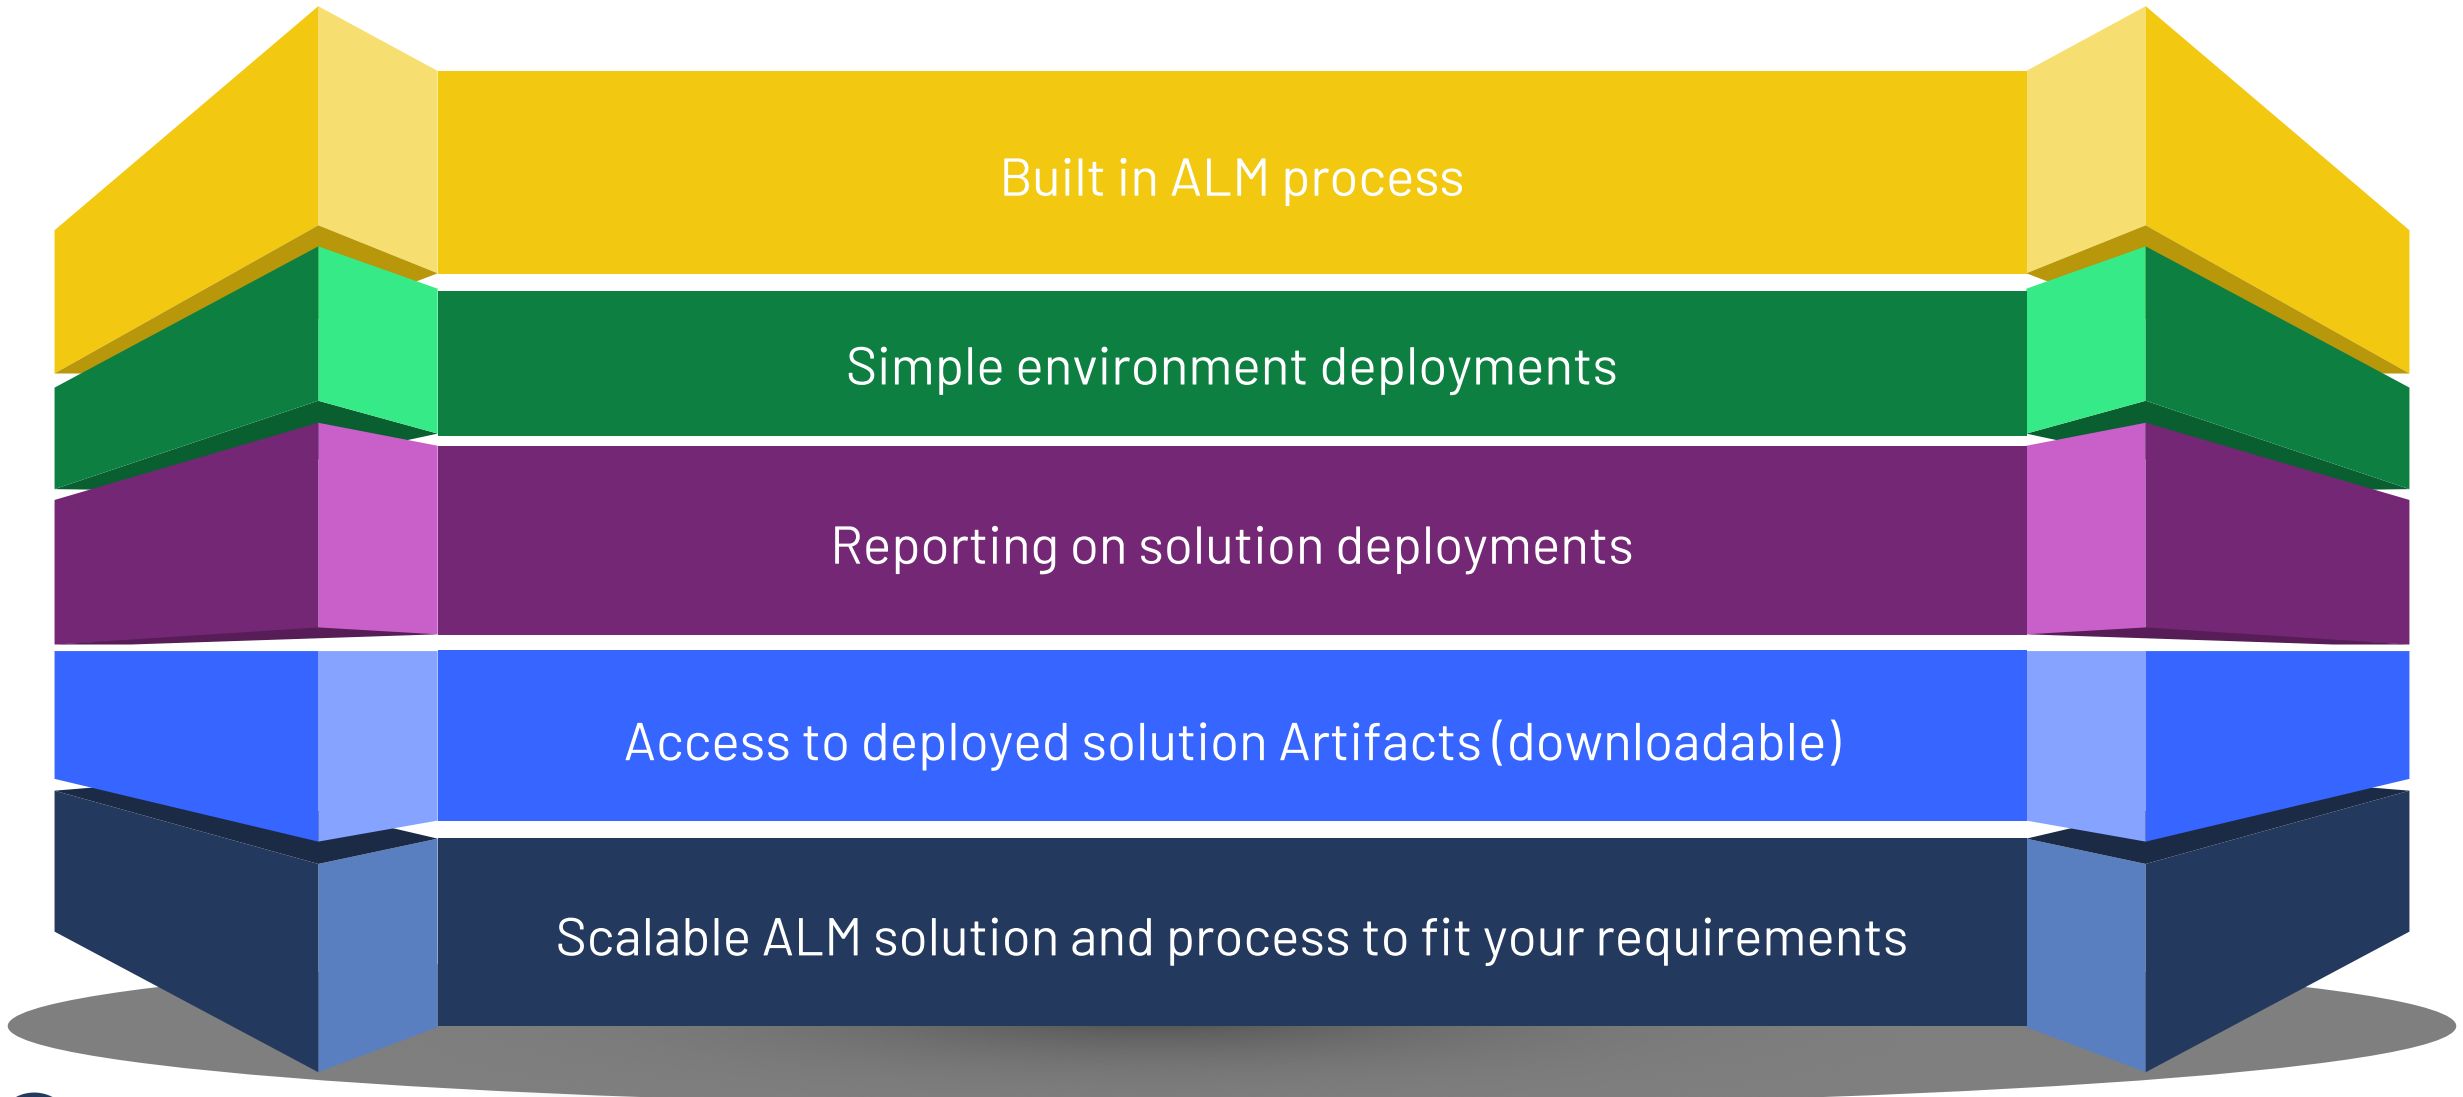 Built in ALM process
Simple environment deployments
Reporting on solution deployments
Access to deployed solution Artifacts (downloadable)
Scalable ALM solution and process to fit your requirements